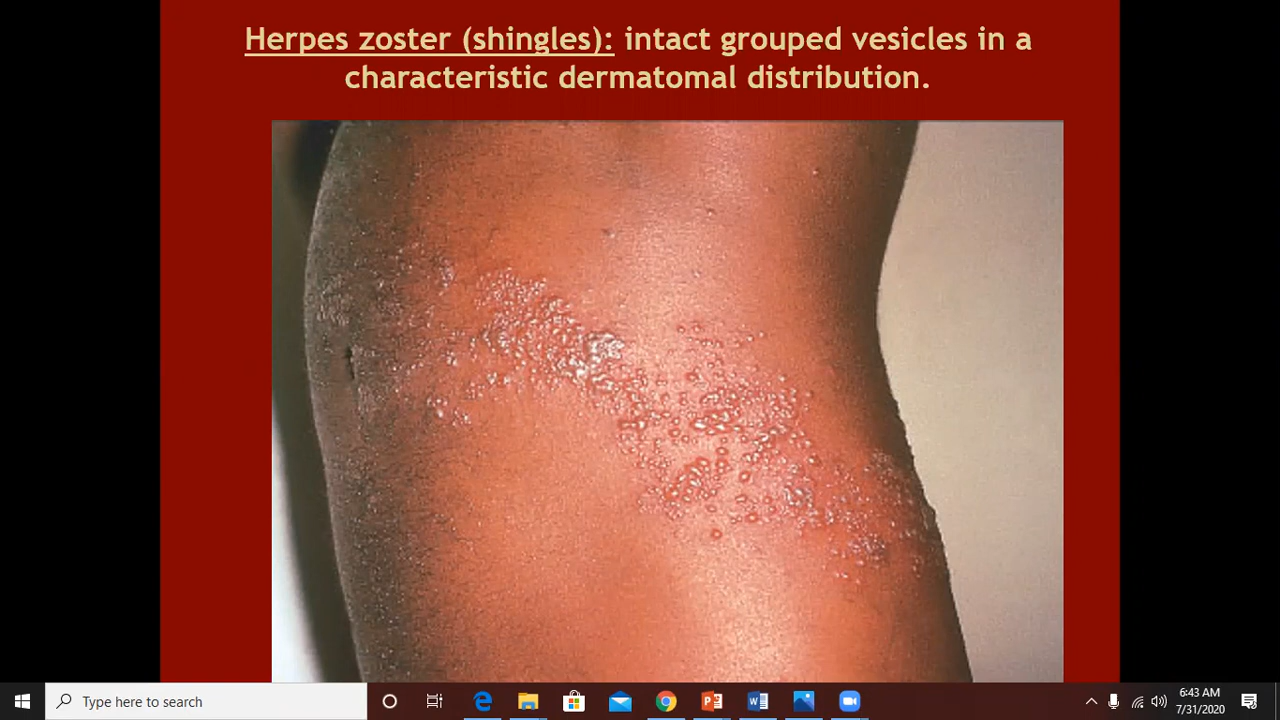 Herpes zoster (shingles): intact grouped vesicles in a
characteristic dermatomal distribution.
Type here to search
6:43 AM
7/31/2020